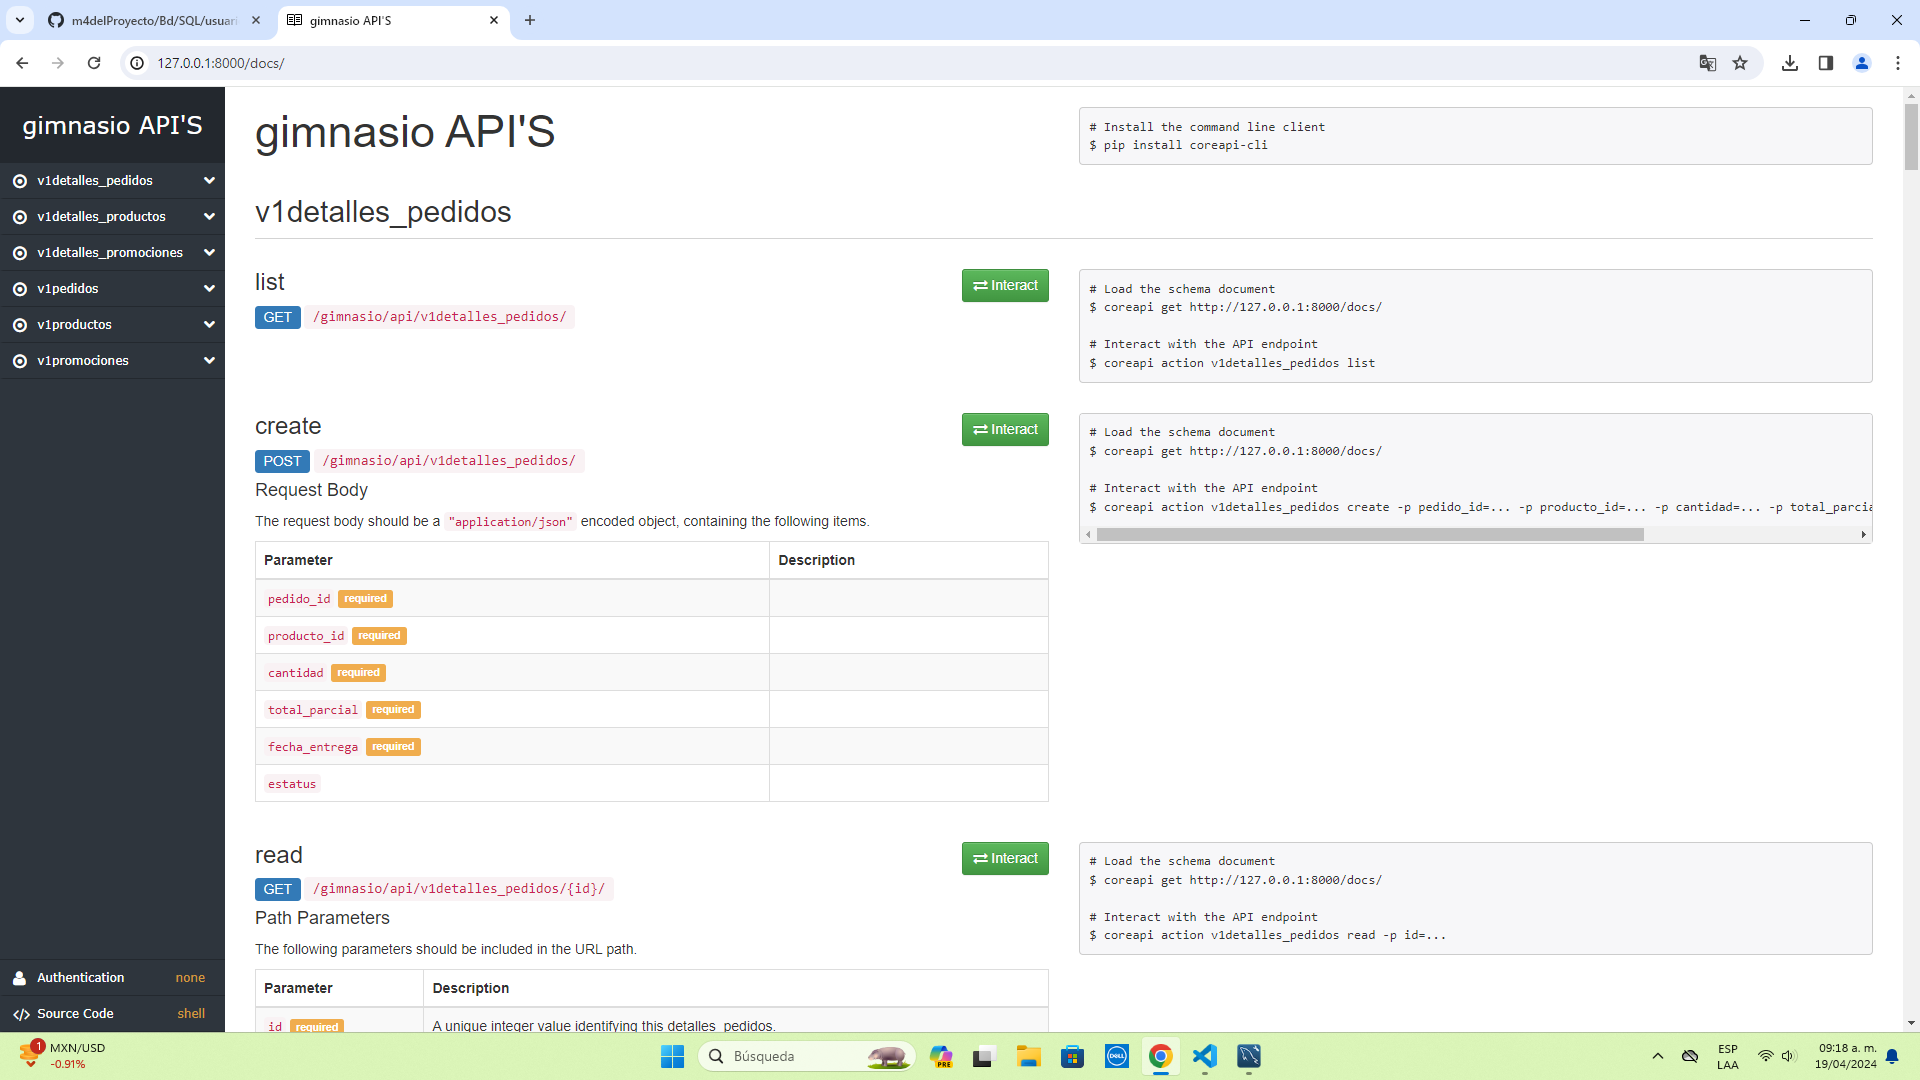 m4delProyecto/Bd/SQL/usuari
gimnasio API'S
127.0.0.1:8000/docs/
gimnasio API'S
v1detalles_pedidos
v1detalles_productos
v1detalles_promociones
v1pedidos
v1productos
v1promociones
Authentication none
Source Code shell
gimnasio API'S
# Install the command line client
$ pip install coreapi-cli
v1detalles_pedidos
list
Interact
GET /gimnasio/api/v1detalles_pedidos/
# Load the schema document
$ coreapi get http://127.0.0.1:8000/docs/
# Interact with the API endpoint
$ coreapi action v1detalles_pedidos list
create
Interact
POST /gimnasio/api/v1detalles_pedidos/
Request Body
The request body should be a "application/json" encoded object, containing the following items.
Parameter Description
pedido_id required
producto_id required
cantidad required
total_parcial required
fecha_entrega required
estatus
# Load the schema document
$ coreapi get http://127.0.0.1:8000/docs/
# Interact with the API endpoint
$ coreapi action v1detalles_pedidos create -p pedido_id=... -p producto_id=... -p cantidad=... -p total_parcia
read
Interact
GET /gimnasio/api/v1detalles_pedidos/{id}/
Path Parameters
The following parameters should be included in the URL path.
Parameter Description
id required A unique integer value identifying this detalles_pedidos.
# Load the schema document
$ coreapi get http://127.0.0.1:8000/docs/
# Interact with the API endpoint
$ coreapi action v1detalles_pedidos read -p id=...
1
MXN/USD
-0.91%
Búsqueda
PRE
DELL
ESP
LAA
09:18 a. m.
19/04/2024